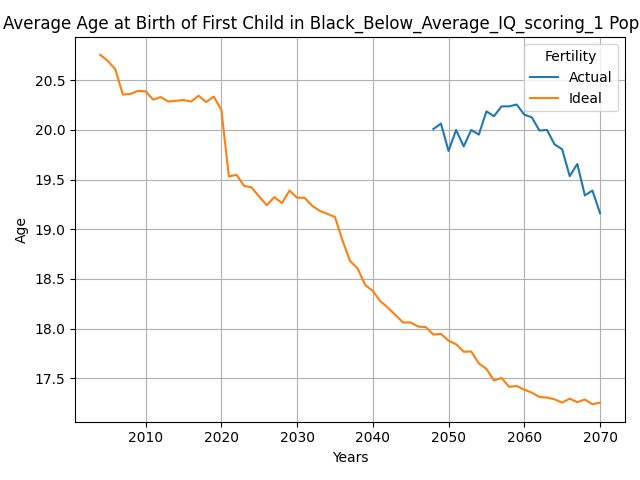 Average Age at Birth of First Child in Black_Below_Average_IQ_scoring_1 Pop
Fertility
Actual
Ideal
20.5
20.0
19.5
19.0
18.5
18.0
17.5
Age
2010 2020 2030 2040 2050 2060 2070
Years